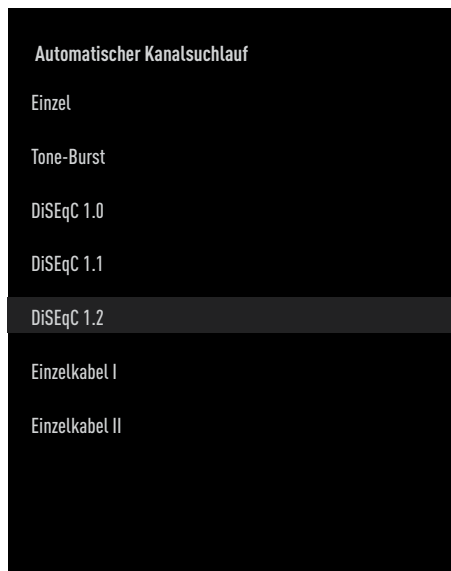 Automatischer Kanalsuchlauf
Einzel
Tone-Burst
DiSEqC 1.0
DiSEqC 1.1
DiSEqC 1.2
Einzelkabel I
Einzelkabel II